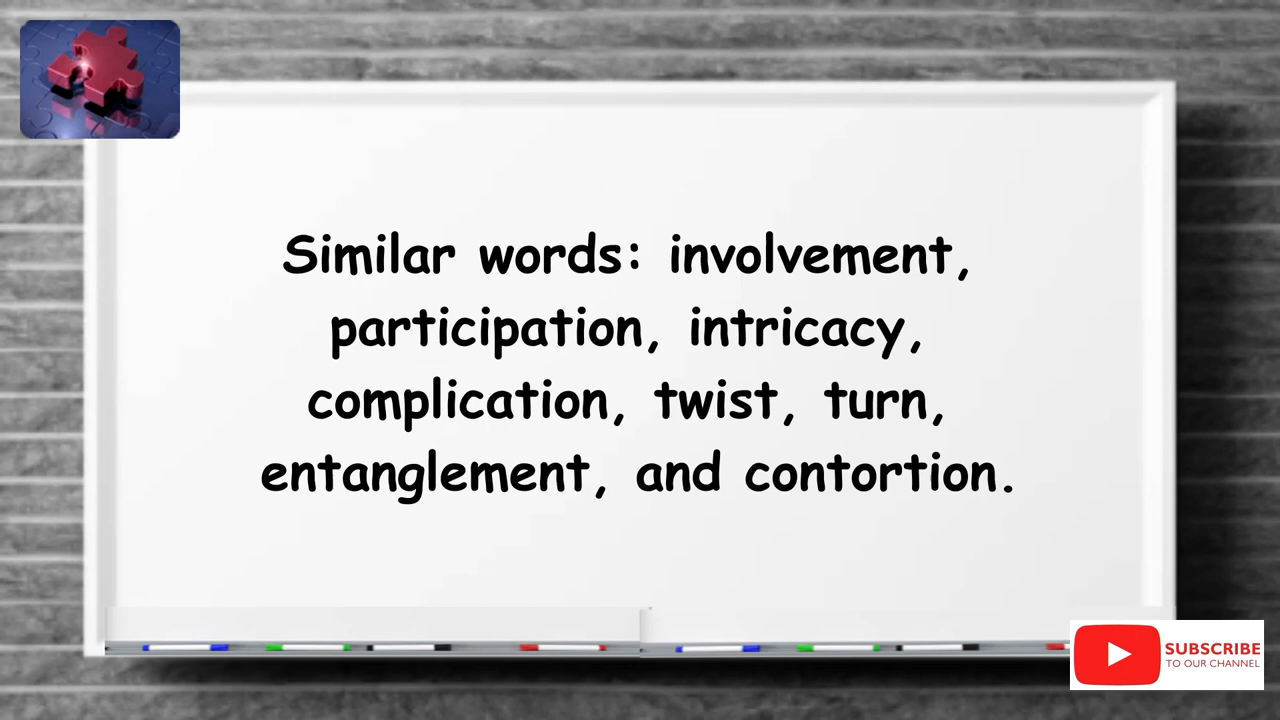 Similar words: involvement,
participation, intricacy,
complication, twist, turn,
entanglement, and contortion.
SUBSCRIBE
TO OUR CHANNEL